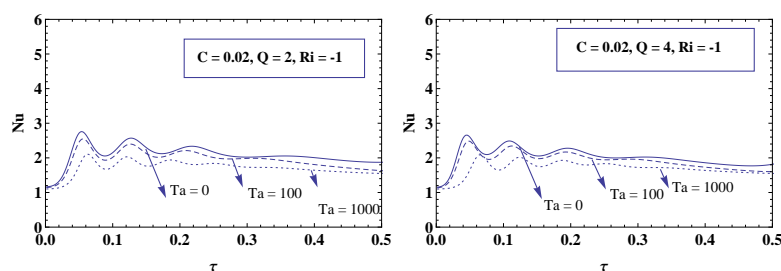 6
5
4
3
2
1
0
Nu
C = 0.02, Q = 2, Ri = -1
Ta = 0
Ta = 100
Ta = 1000
0.0 0.1 0.2 0.3 0.4 0.5
τ
6
5
4
3
2
1
0
Nu
C = 0.02, Q = 4, Ri = -1
Ta = 0
Ta = 100
Ta = 1000
0.0 0.1 0.2 0.3 0.4 0.5
τ